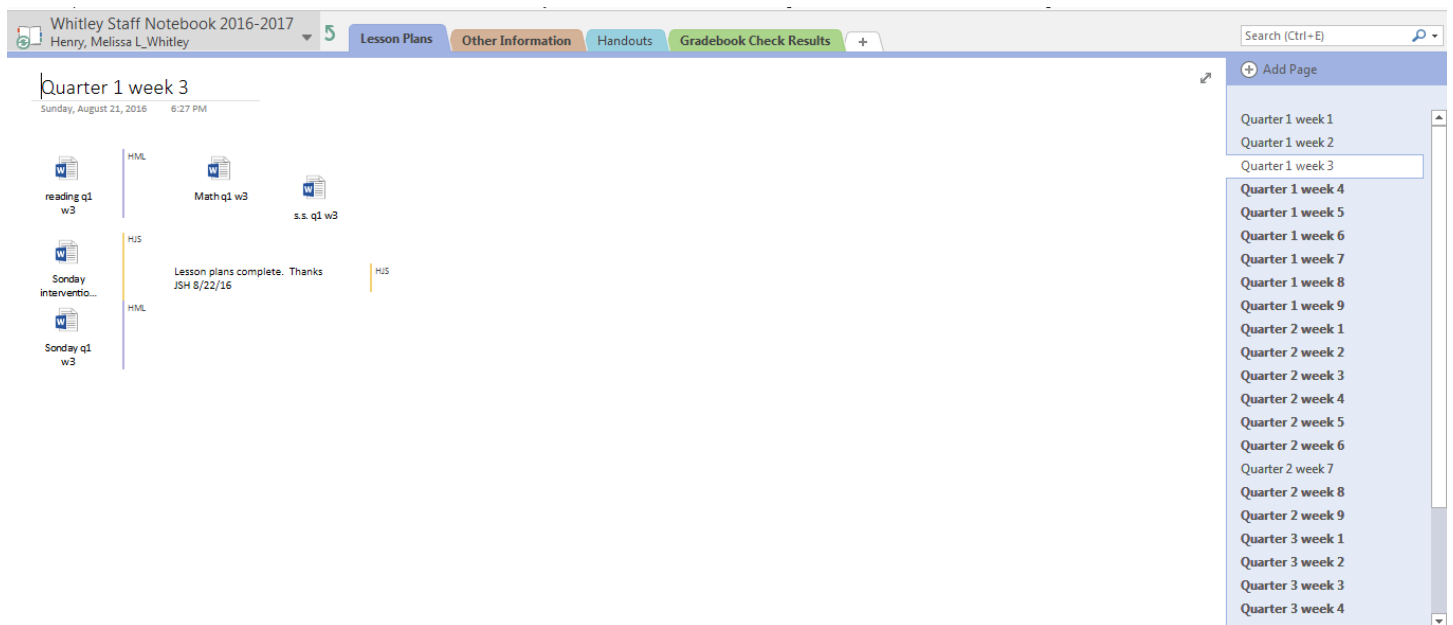 Whitley Staff Notebook 2016-2017
Henry, Melissa L_Whitley
Lesson Plans
Other Information
Handouts
Gradebook Check Results
+
Search (Ctrl+E)
Quarter 1 week 3
Sunday, August 21, 2016 6:27 PM
reading q1
w3
HML
Math q1 w3
s.s. q1 w3
Sonday
interventio...
HJS
Lesson plans complete. Thanks
JSH 8/22/16
HJS
Sonday q1
w3
HML
Add Page
Quarter 1 week 1
Quarter 1 week 2
Quarter 1 week 3
Quarter 1 week 4
Quarter 1 week 5
Quarter 1 week 6
Quarter 1 week 7
Quarter 1 week 8
Quarter 1 week 9
Quarter 2 week 1
Quarter 2 week 2
Quarter 2 week 3
Quarter 2 week 4
Quarter 2 week 5
Quarter 2 week 6
Quarter 2 week 7
Quarter 2 week 8
Quarter 2 week 9
Quarter 3 week 1
Quarter 3 week 2
Quarter 3 week 3
Quarter 3 week 4